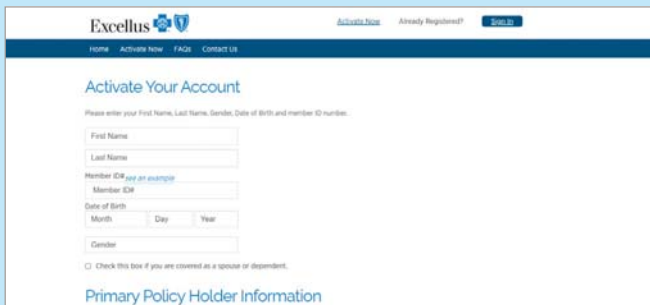 Excellus
Activate Now Already Registered? Sign In
Home Activate Now FAQs Contact Us
Activate Your Account
Please enter your First Name, Last Name, Gender, Date of Birth and member ID number.
First Name
Last Name
Member ID# see an example
Member ID#
Date of Birth
Month Day Year
Gender
Check this box if you are covered as a spouse or dependent.
Primary Policy Holder Information